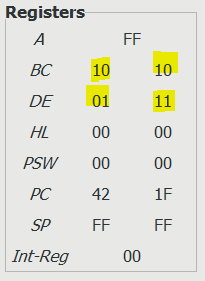 Registers
A FF
BC 10 10
DE 01 11
HL 00 00
PSW 00 00
PC 42 1F
SP FF FF
Int-Reg 00